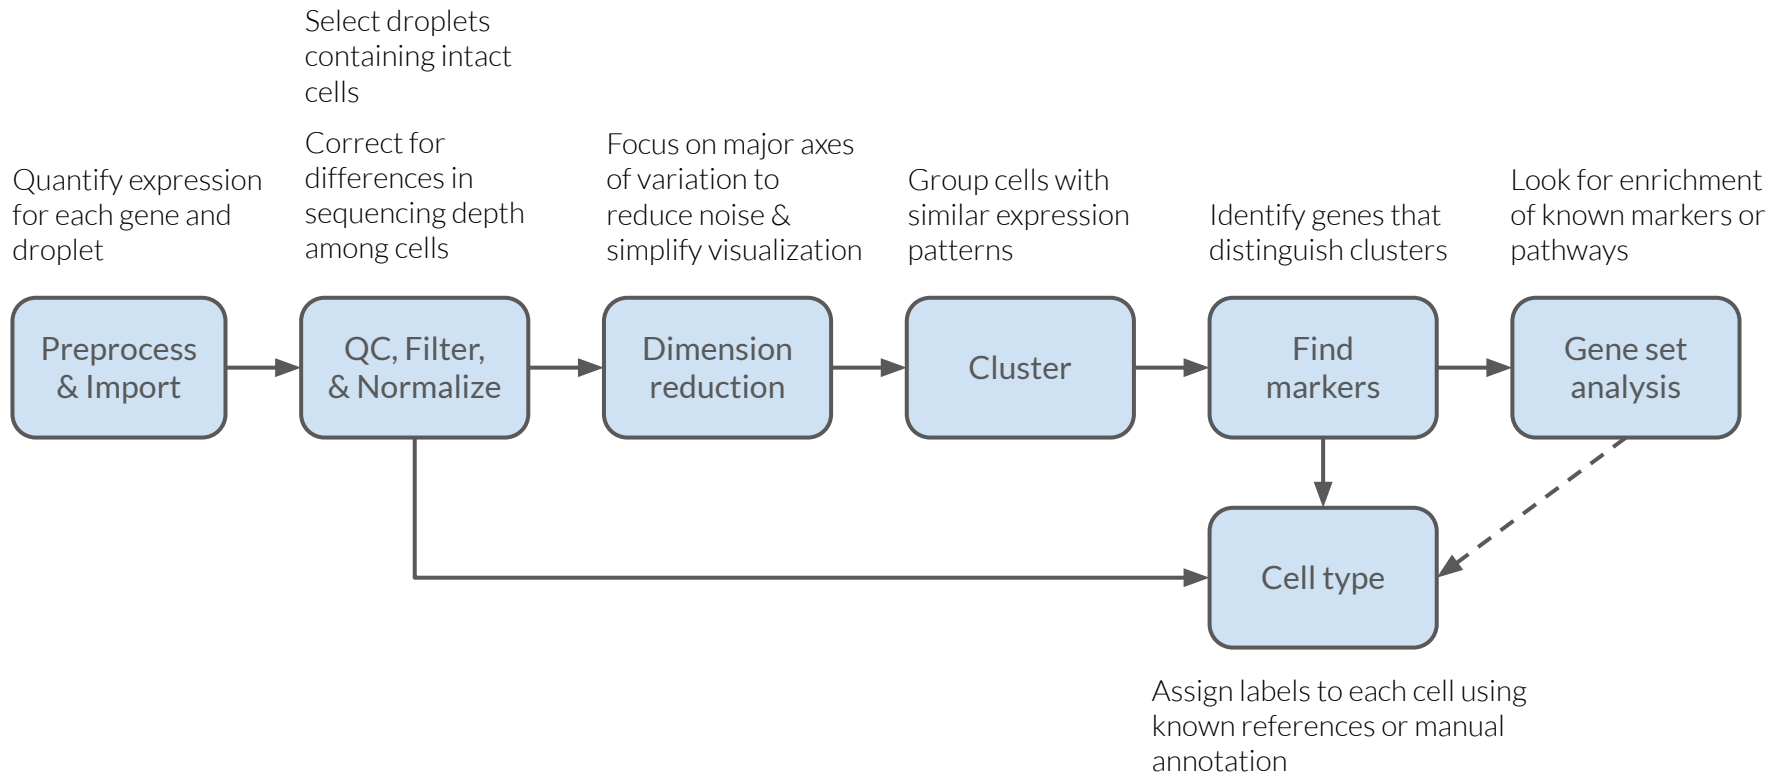 Select droplets
containing intact
cells
Correct for
differences in
sequencing depth
among cells
Quantify expression
for each gene and
droplet
Focus on major axes
of variation to
reduce noise &
simplify visualization
Group cells with
similar expression
patterns
Identify genes that
distinguish clusters
Look for enrichment
of known markers or
pathways
Preprocess
& Import
QC, Filter,
& Normalize
Dimension
reduction
Cluster
Find
markers
Gene set
analysis
Cell type
Assign labels to each cell using
known references or manual
annotation